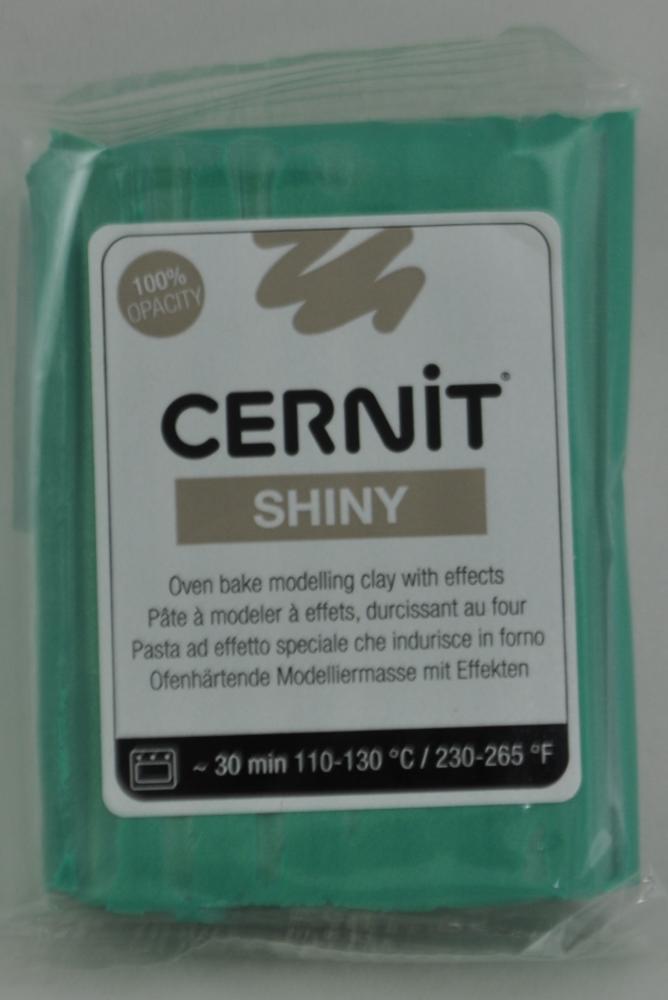 100%
OPACITY
CERNiT®
SHINY
Oven bake modelling clay with effects
Pâte à modeler à effets, durcissant au four
Pasta ad effetto speciale che indurisce in forno
Ofenhärtende Modelliermasse mit Effekten
~ 30 min 110-130 °C / 230-265 °F